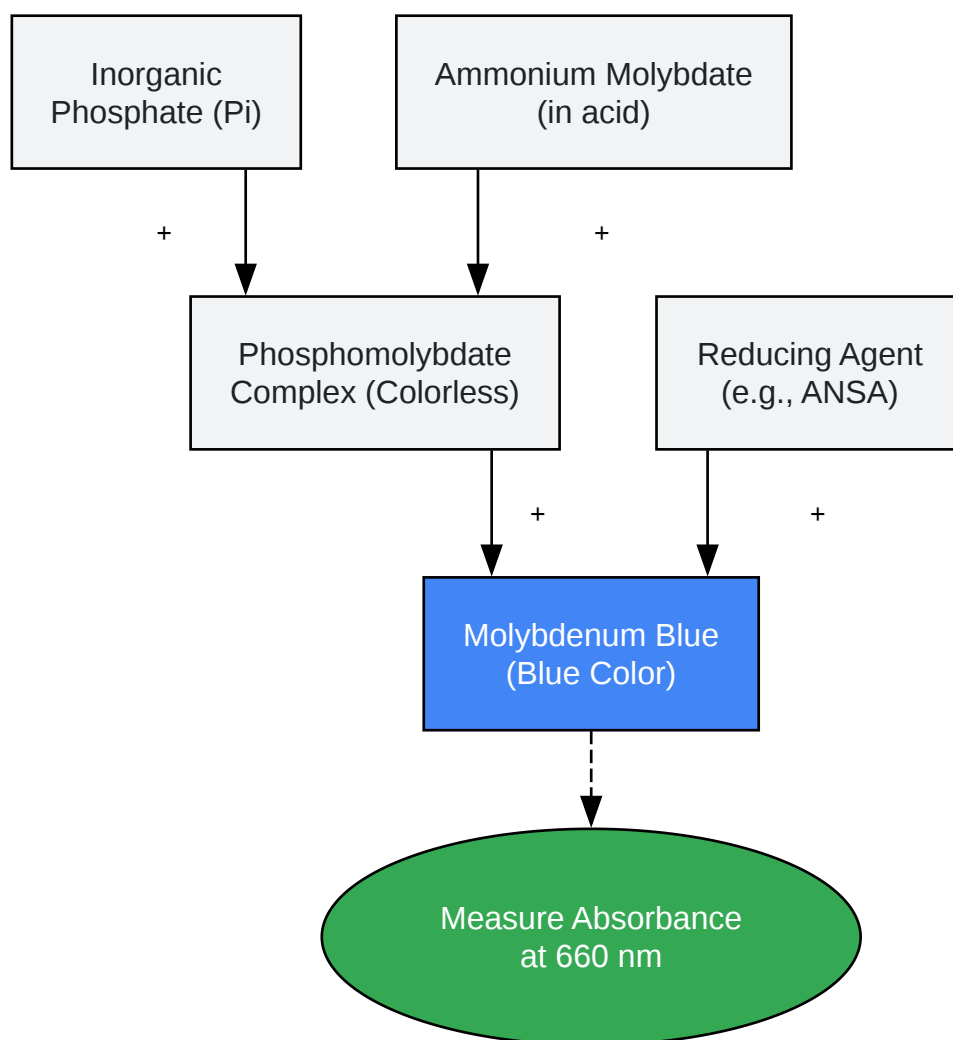 Inorganic
Phosphate (Pi)
Ammonium Molybdate
(in acid)
+
+
Phosphomolybdate
Complex (Colorless)
Reducing Agent
(e.g., ANSA)
+
+
Molybdenum Blue
(Blue Color)
Measure Absorbance
at 660 nm